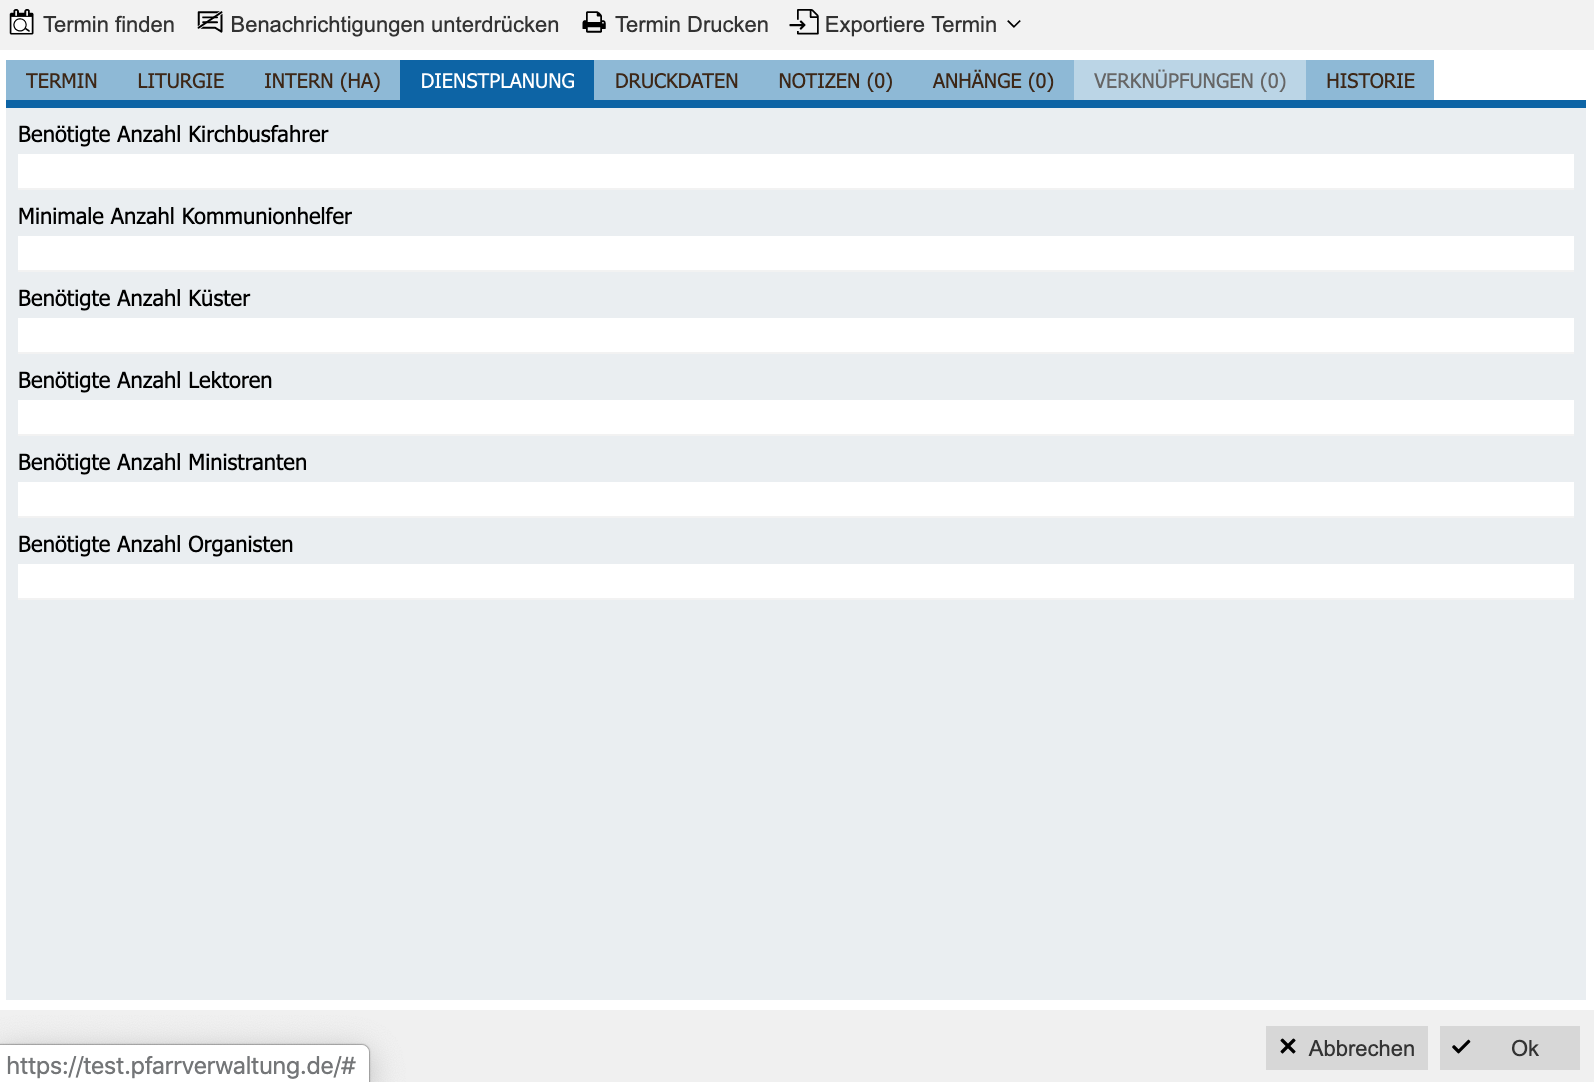 Termin finden Benachrichtigungen unterdrücken Termin Drucken Exportiere Termin
TERMIN LITURGIE INTERN (HA) DIENSTPLANUNG DRUCKDATEN NOTIZEN (0) ANHÄNGE (0) VERKNÜPFUNGEN (0) HISTORIE
Benötigte Anzahl Kirchbusfahrer
Minimale Anzahl Kommunionhelfer
Benötigte Anzahl Küster
Benötigte Anzahl Lektoren
Benötigte Anzahl Ministranten
Benötigte Anzahl Organisten
Abbrechen Ok
https://test.pfarrverwaltung.de/#